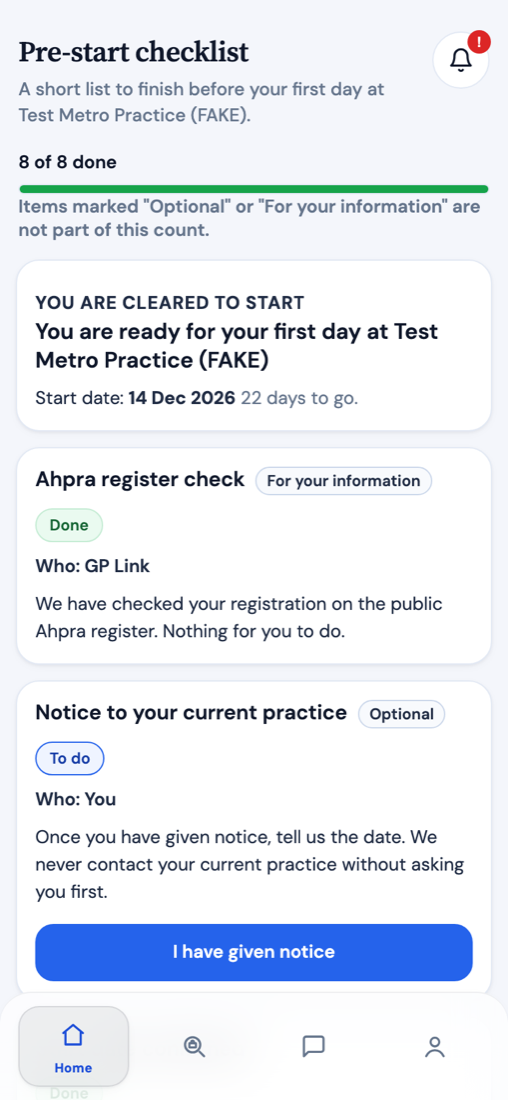 Pre-start checklist
!
A short list to finish before your first day at
Test Metro Practice (FAKE).
8 of 8 done
Items marked "Optional" or "For your information" are
not part of this count.
YOU ARE CLEARED TO START
You are ready for your first day at Test
Metro Practice (FAKE)
Start date: 14 Dec 2026 22 days to go.
Ahpra register check For your information
Done
Who: GP Link
We have checked your registration on the public
Ahpra register. Nothing for you to do.
Notice to your current practice Optional
To do
Who: You
Once you have given notice, tell us the date. We
never contact your current practice without asking
you first.
I have given notice
Home
Done